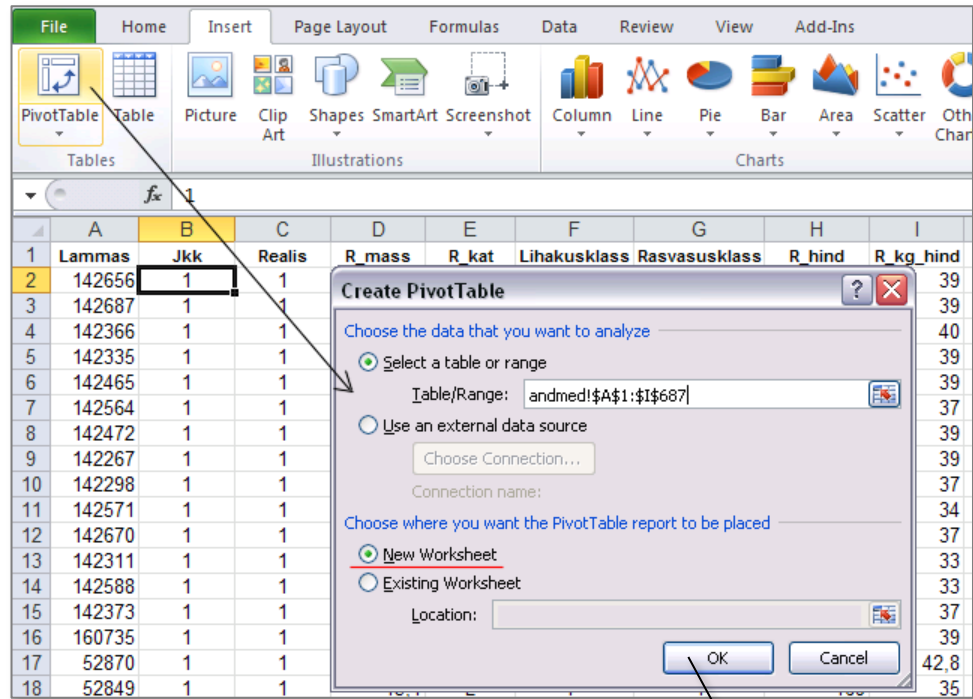 File Home Insert Page Layout Formulas Data Review View Add-Ins
PivotTable Table Picture Clip Art Shapes SmartArt Screenshot Column Line Pie Bar Area Scatter Oth Char
Tables Illustrations Charts
fx 1
A B C D E F G H I
1 Lammas Jkk Realis R_mass R_kat Lihakusklass Rasvasusklass R_hind R_kg_hind
2 142656 1 1 39
3 142687 1 1 39
4 142366 1 1 40
5 142335 1 1 39
6 142465 1 1 39
7 142564 1 1 37
8 142472 1 1 39
9 142267 1 1 39
10 142298 1 1 37
11 142571 1 1 34
12 142670 1 1 37
13 142311 1 1 33
14 142588 1 1 33
15 142373 1 1 37
16 160735 1 1 39
17 52870 1 1 42,8
18 52849 1 1 35
Create PivotTable
Choose the data that you want to analyze
Select a table or range
Table/Range: andmed!$A$1:$I$687
Use an external data source
Choose Connection...
Connection name:
Choose where you want the PivotTable report to be placed
New Worksheet
Existing Worksheet
Location:
OK Cancel